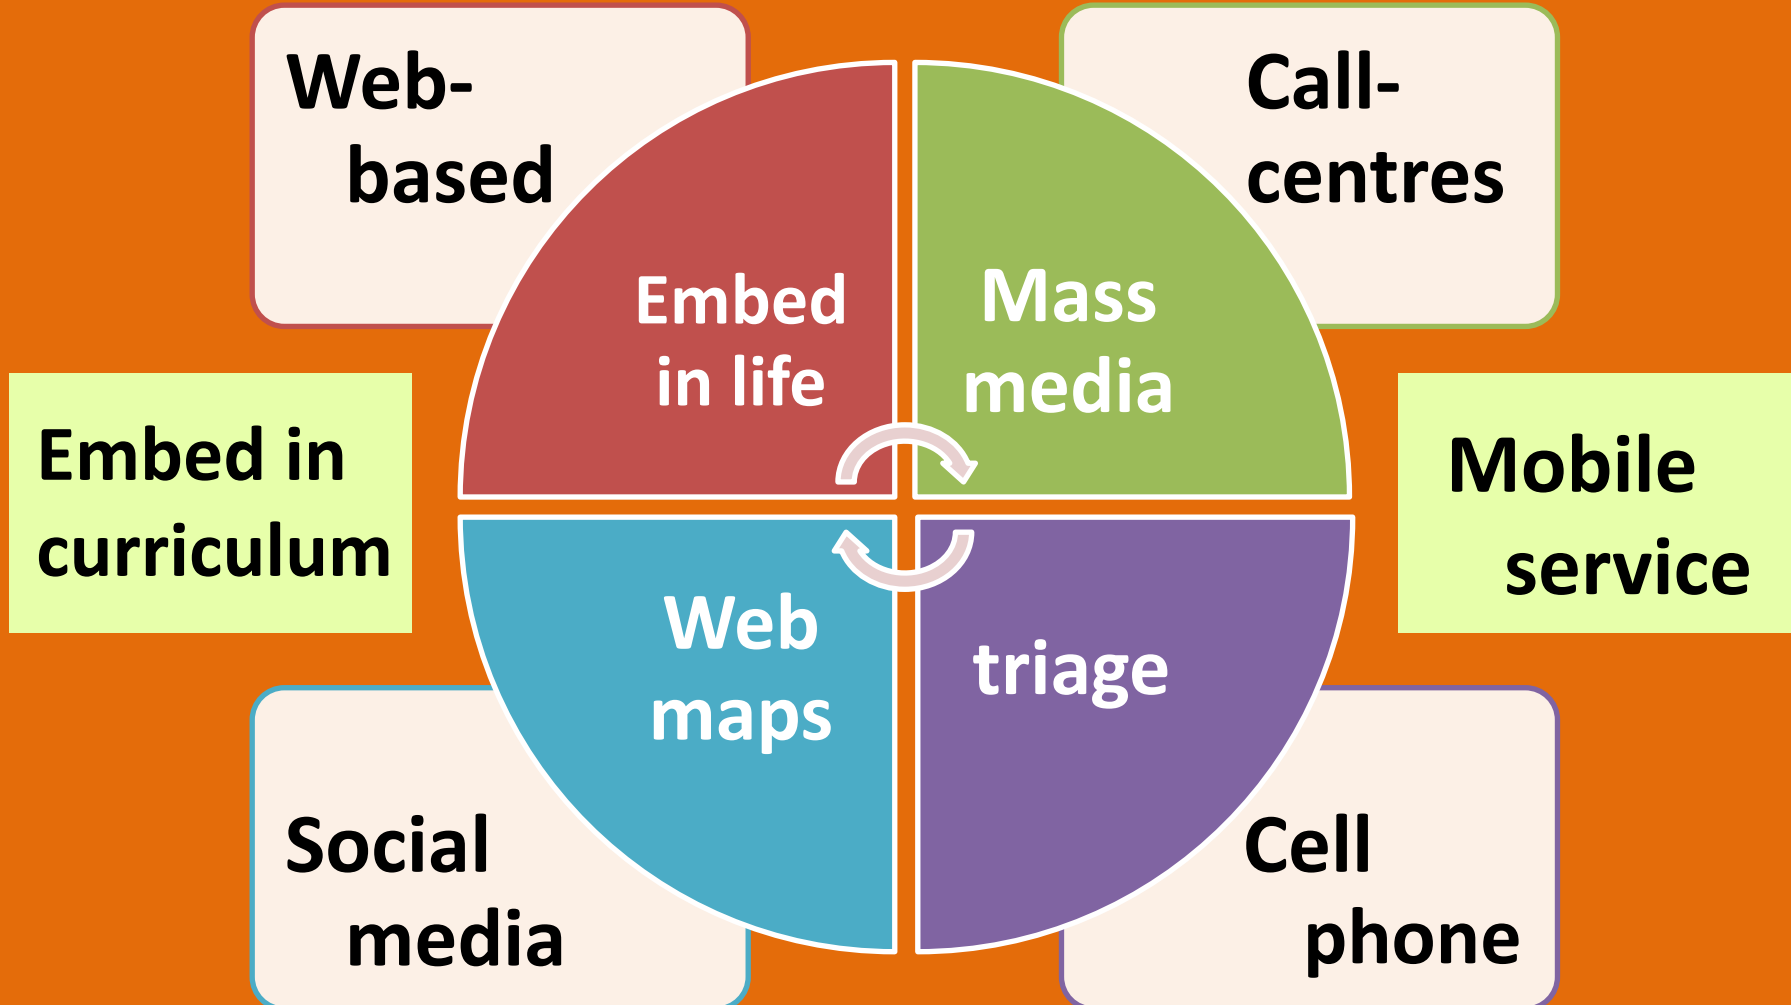 Web-
based
Call-
centres
Embed
in life
Mass
media
Embed in
curriculum
Mobile
service
Web
maps
triage
Social
media
Cell
phone